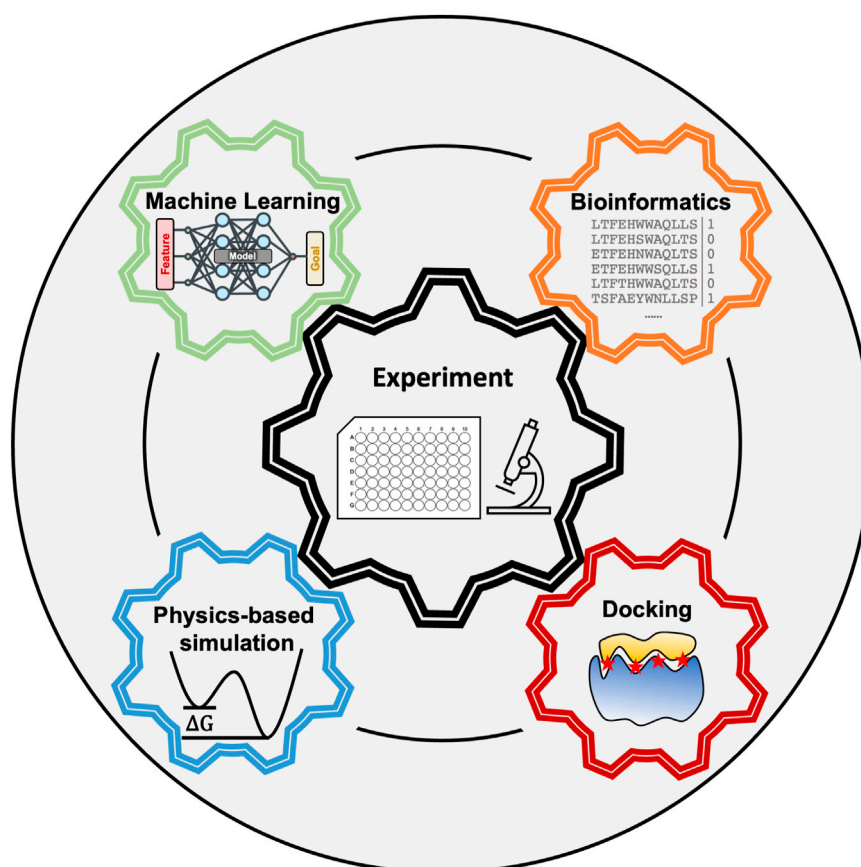 Machine Learning
Feature
Model
Goal
Bioinformatics
LTFEHWWAQLLS 1
LTFEHSWAQLTS 0
ETFEHNWAQLTS 0
ETFEHWWSQLLS 1
LTFTHWWAQLTS 0
TSFAEYWNLLSP 1
......
Experiment
1 2 3 4 5 6 7 8 9 10
A
B
C
D
E
F
G
Physics-based
simulation
ΔG
Docking